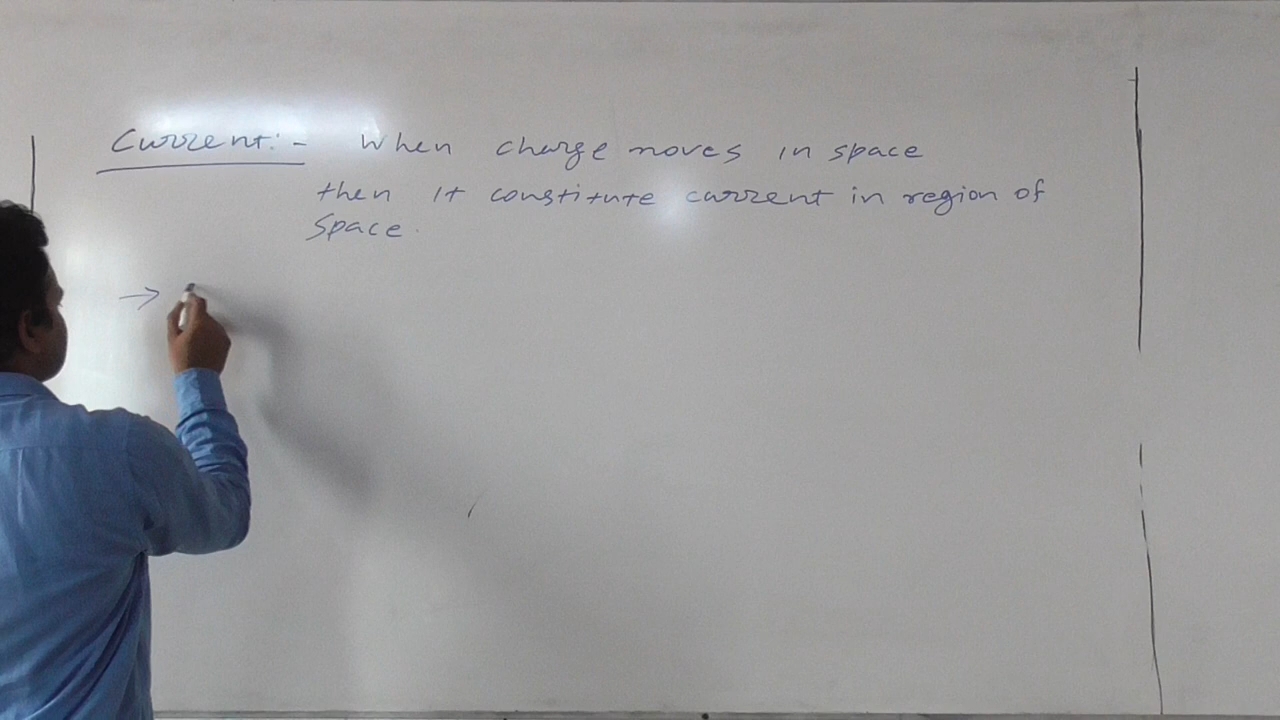 Current:- When charge moves in space
then it constitute current in region of
space.
→